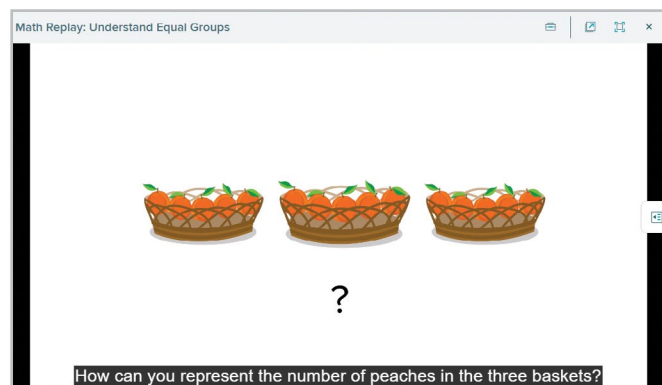 Math Replay: Understand Equal Groups
?
How can you represent the number of peaches in the three baskets?